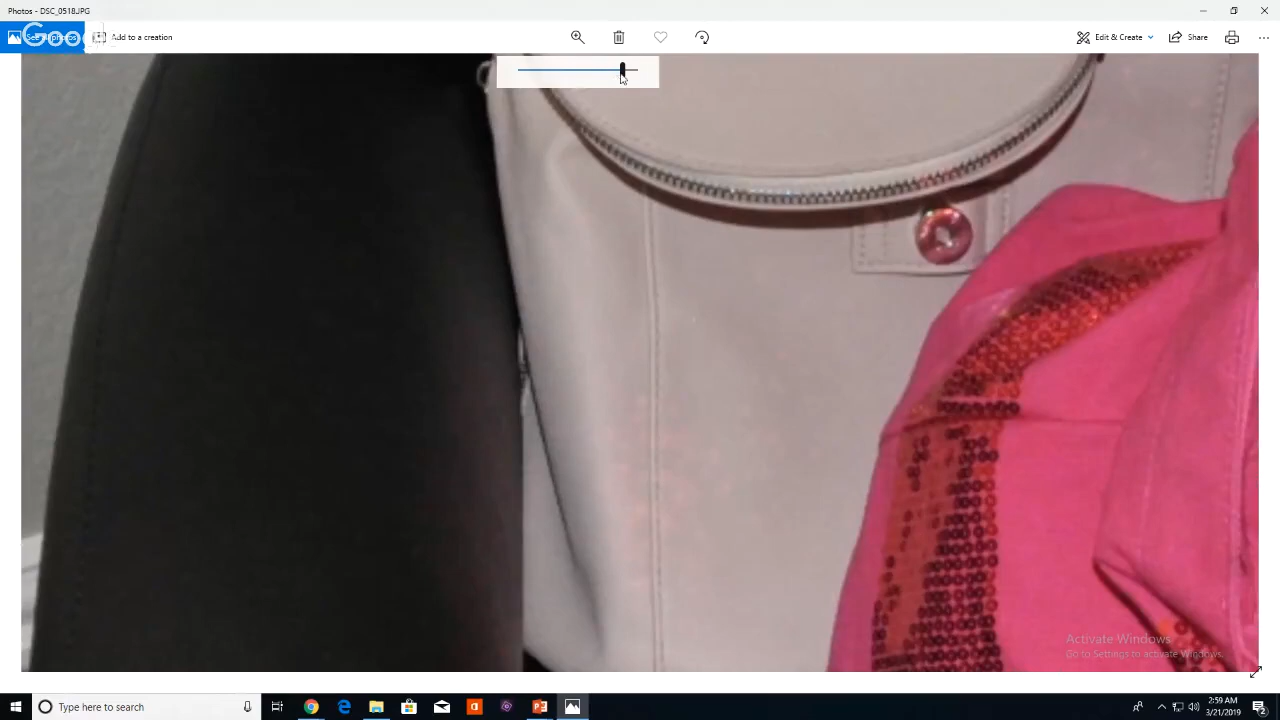 Photos - DSC_0518.JPG
Add to a creation
Edit & Create
Share
Activate Windows
Go to Settings to activate Windows.
Type here to search
2:59 AM
3/21/2019